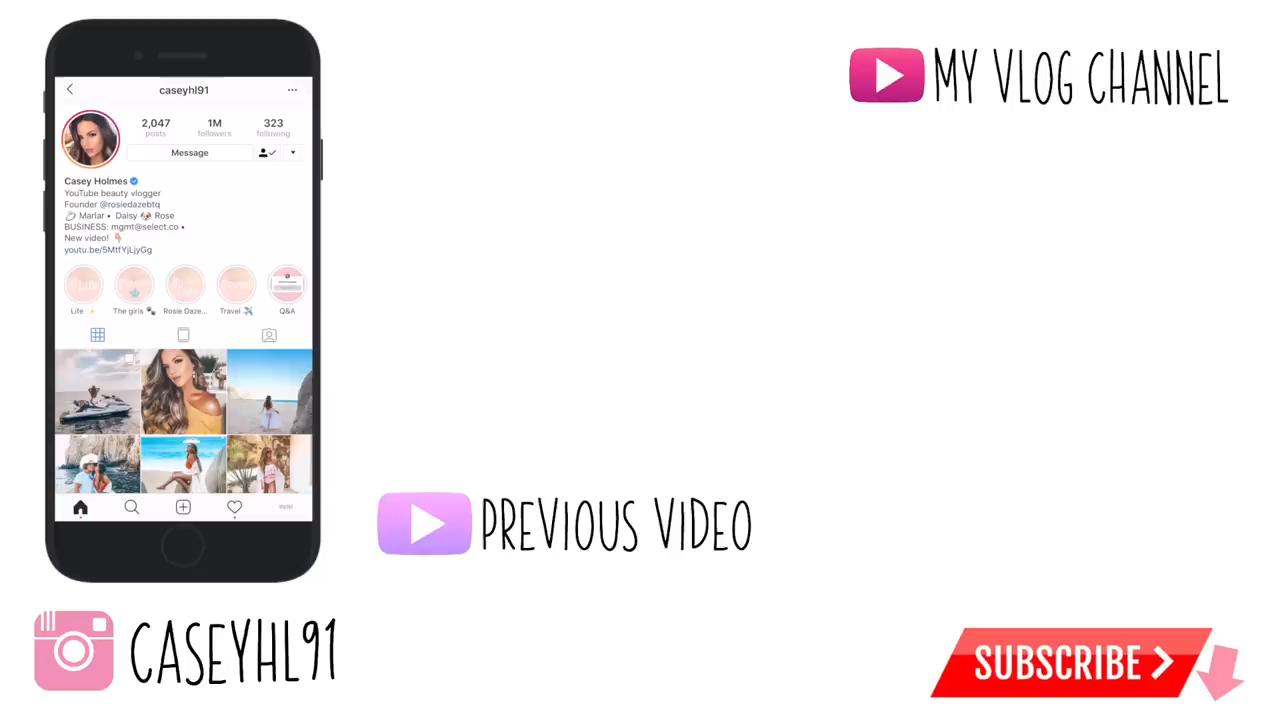 caseyhl91
2,047 1M 323
posts followers following
Message
Casey Holmes
YouTube beauty vlogger
Founder @rosiedazebtq
Marlar • Daisy Rose
BUSINESS: mgmt@select.co •
New video!
youtu.be/5MtfYjLjyGg
Life The girls Rosie Daze... Travel Q&A
CASEYHL91
MY VLOG CHANNEL
PREVIOUS VIDEO
SUBSCRIBE